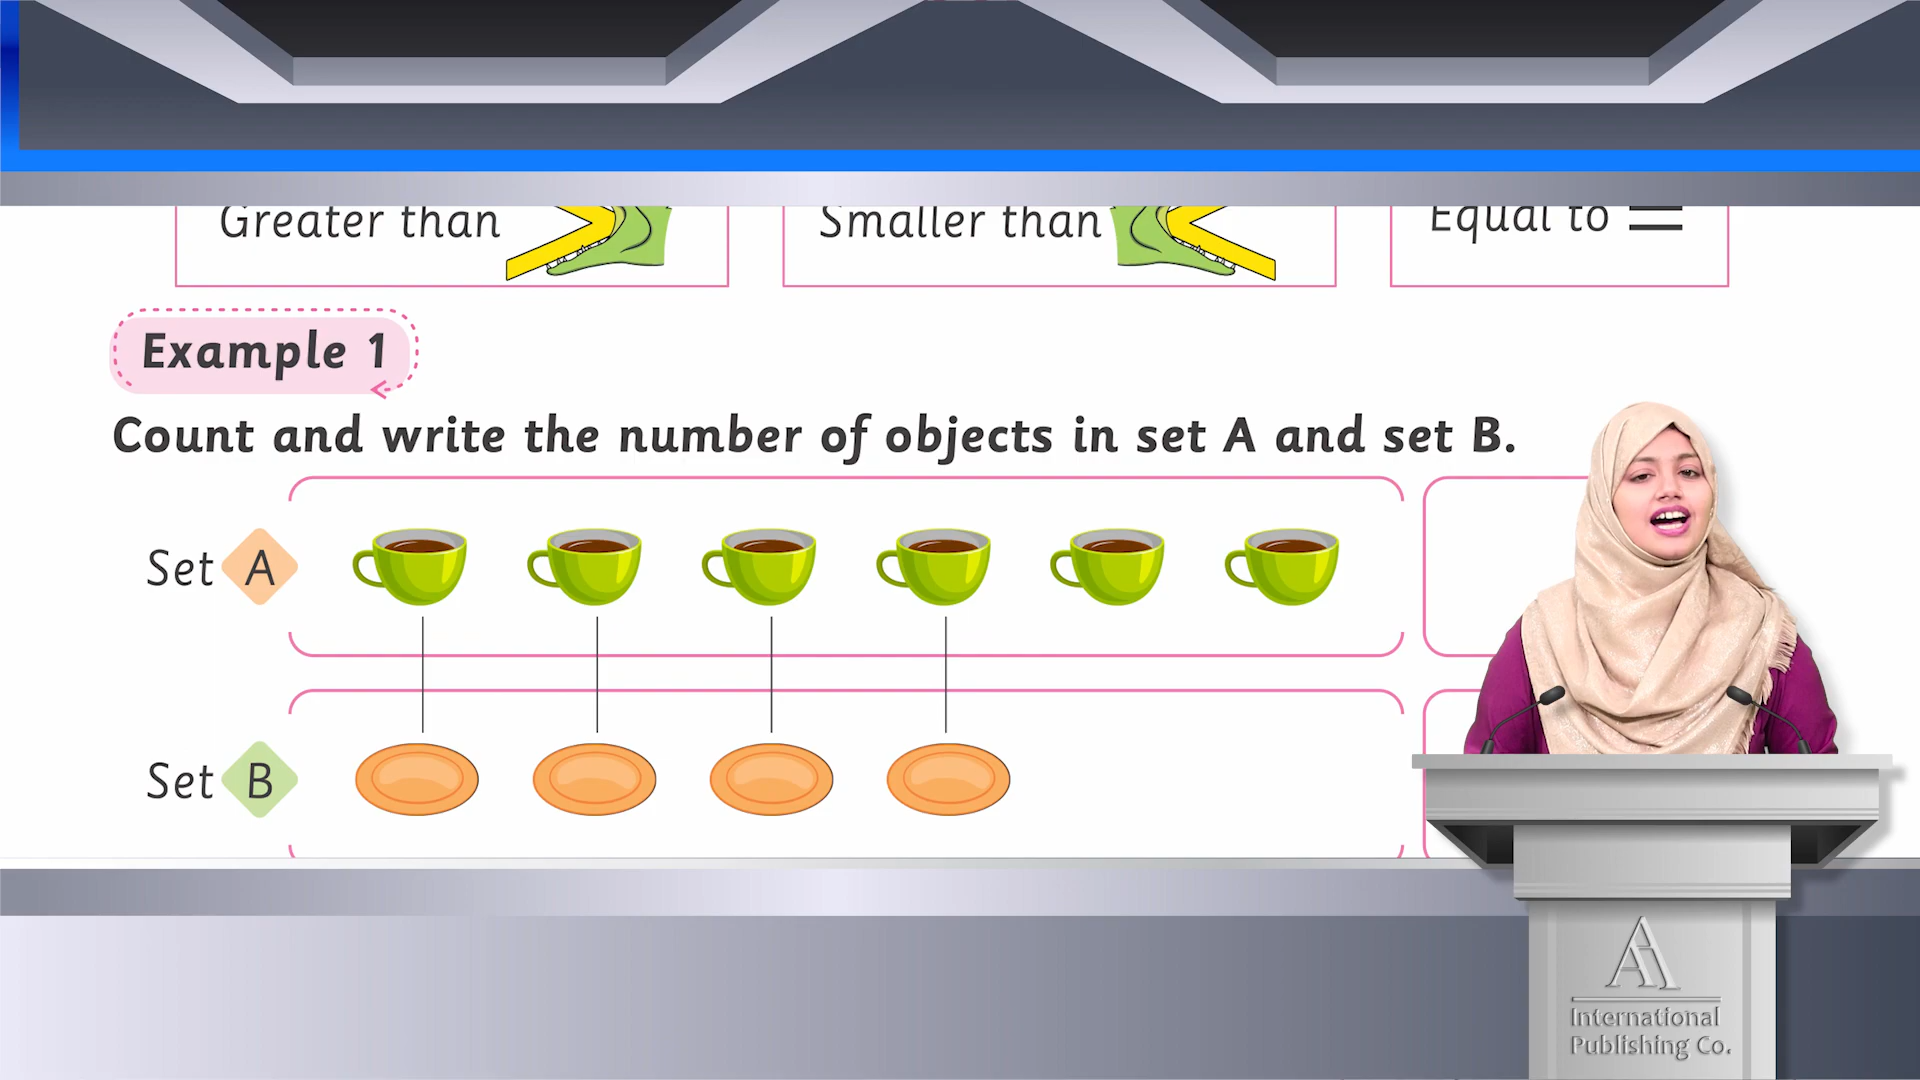 Greater than
Smaller than
Equal to =
Example 1
Count and write the number of objects in set A and set B.
Set A
Set B
International
Publishing Co.